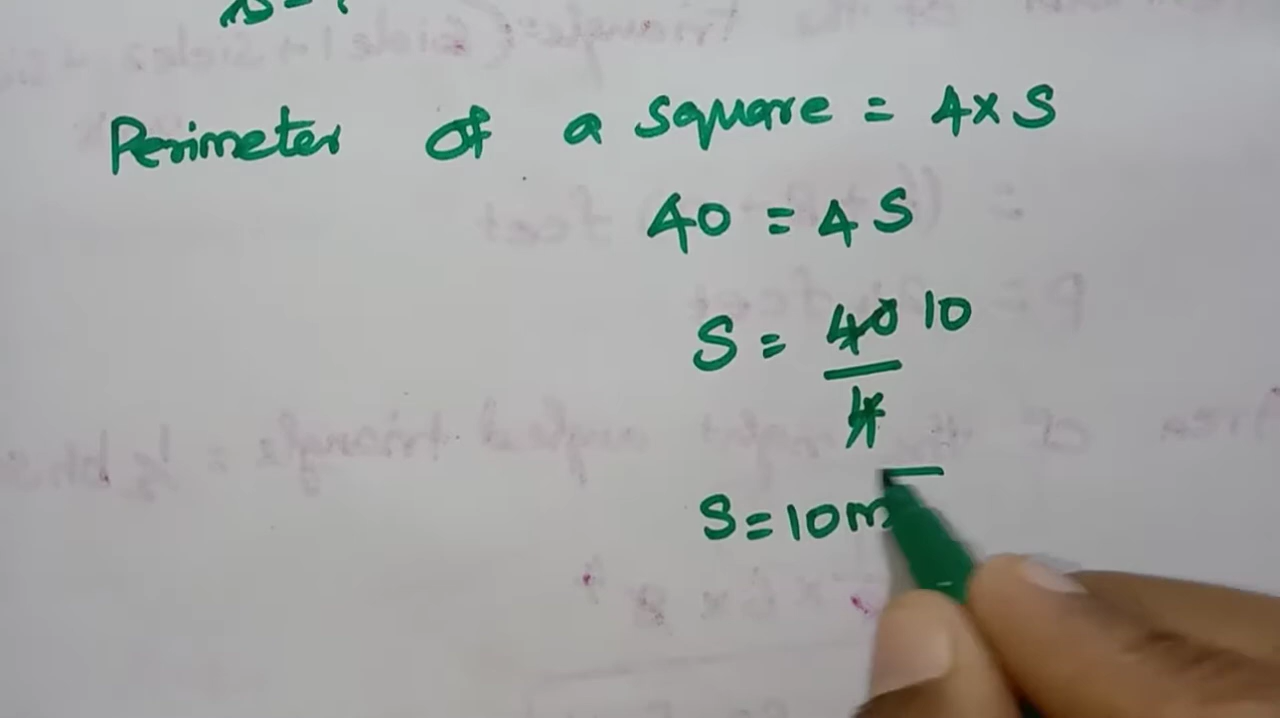 Perimeter of a square = 4 x S
40 = 4 S
S = 40 10
4
S = 10m